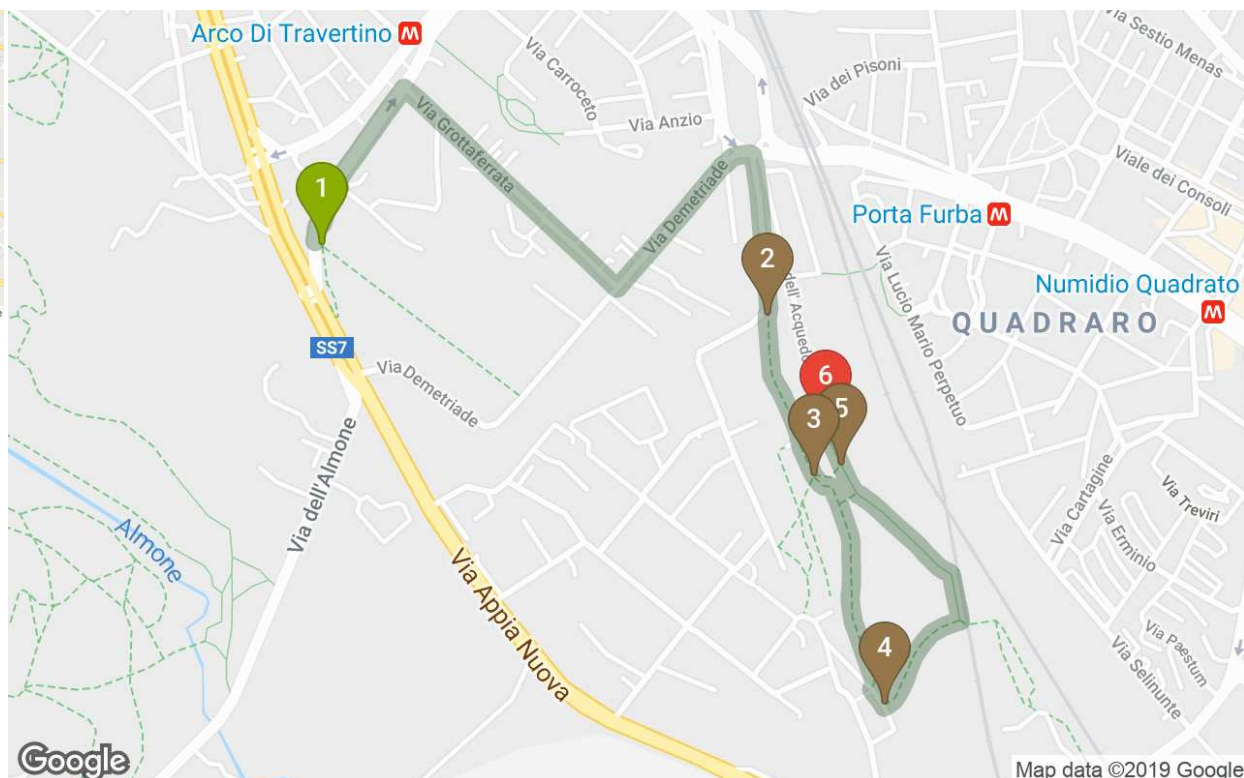 Arco Di Travertino M
Via Carroceto
Via dei Pisoni
Via Sestio Menas
Via Grottaferrata
Via Anzio
Viale dei Consoli
1
Via Demetriade
Porta Furba M
2
dell' Acquedo
Via Lucio Mario Perpetuo
Numidio Quadrato
M
QUADRARO
SS7
Via Demetriade
6
3
5
Via dell'Almone
Almone
Via Appia Nuova
Via Cartagine
Via Treviri
Via Erminio
4
Via Paestum
Via Selinunte
Google
Map data ©2019 Google